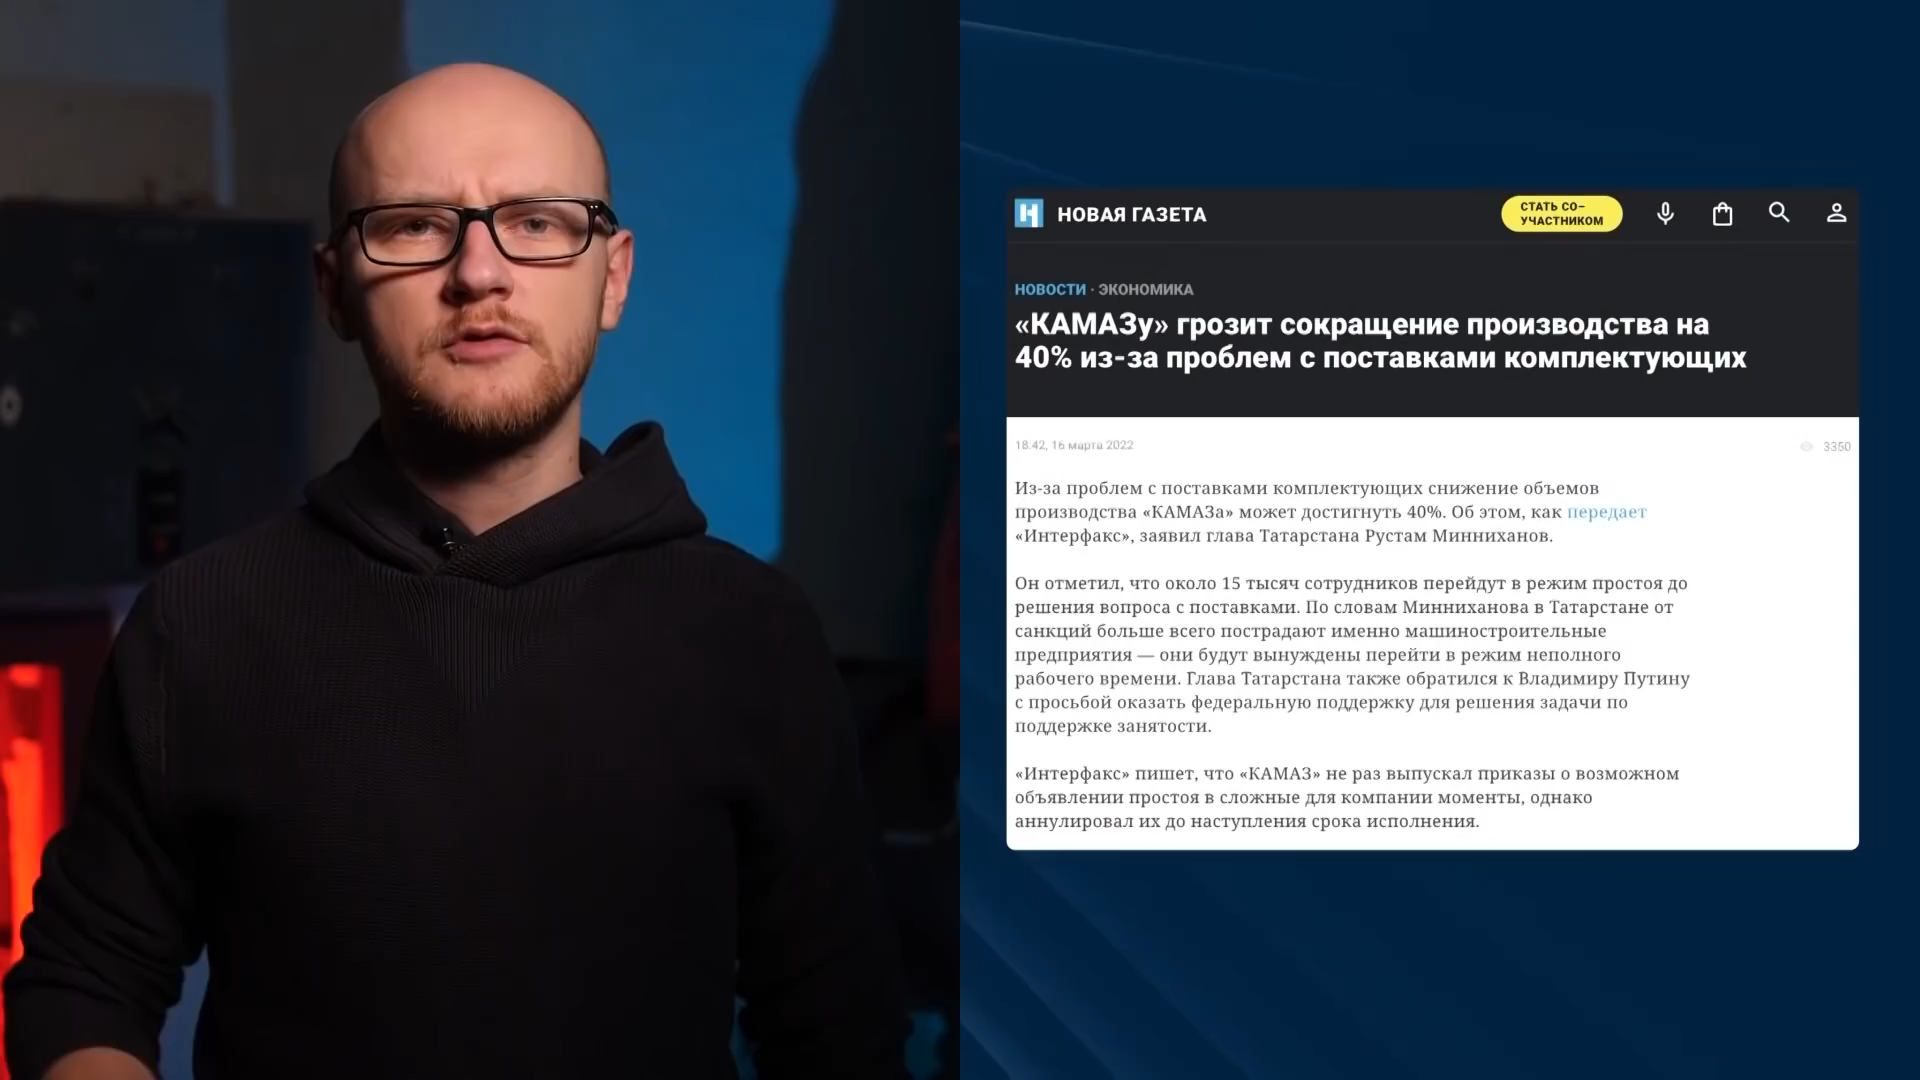 НОВАЯ ГАЗЕТА
СТАТЬ СО-
УЧАСТНИКОМ
НОВОСТИ · ЭКОНОМИКА
«КАМАЗу» грозит сокращение производства на
40% из-за проблем с поставками комплектующих
18:42, 16 марта 2022
3350
Из-за проблем с поставками комплектующих снижение объемов
производства «КАМАЗа» может достигнуть 40%. Об этом, как передает
«Интерфакс», заявил глава Татарстана Рустам Минниханов.
Он отметил, что около 15 тысяч сотрудников перейдут в режим простоя до
решения вопроса с поставками. По словам Минниханова в Татарстане от
санкций больше всего пострадают именно машиностроительные
предприятия — они будут вынуждены перейти в режим неполного
рабочего времени. Глава Татарстана также обратился к Владимиру Путину
с просьбой оказать федеральную поддержку для решения задачи по
поддержке занятости.
«Интерфакс» пишет, что «КАМАЗ» не раз выпускал приказы о возможном
объявлении простоя в сложные для компании моменты, однако
аннулировал их до наступления срока исполнения.